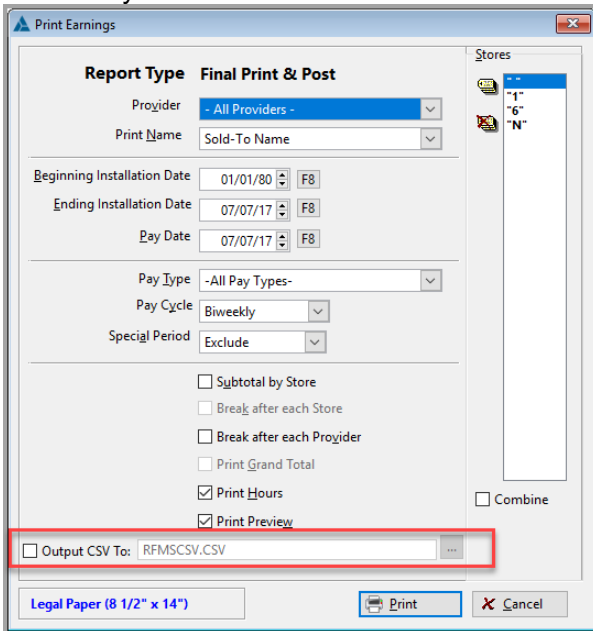 Print Earnings
Report Type Final Print & Post
Provider - All Providers -
Print Name Sold-To Name
Beginning Installation Date 01/01/80 F8
Ending Installation Date 07/07/17 F8
Pay Date 07/07/17 F8
Pay Type -All Pay Types-
Pay Cycle Biweekly
Special Period Exclude
Subtotal by Store
Break after each Store
Break after each Provider
Print Grand Total
Print Hours
Print Preview
Output CSV To: RFMSCSV.CSV ...
Legal Paper (8 1/2" x 14") Print Cancel
Stores
" "
"1"
"6"
"N"
Combine